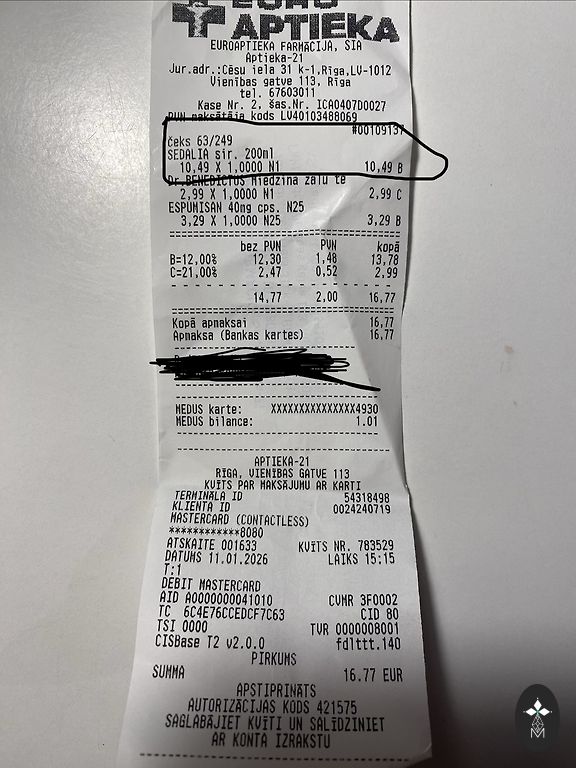 EURO
APTIEKA
EUROAPTIEKA FARMĀCIJA, SIA
Aptieka-21
Jur.adr.:Cēsu iela 31 k-1,Rīga,LV-1012
Vienības gatve 113, Rīga
tel. 67603011
Kase Nr. 2, šas.Nr. ICA0407D0027
PVN maksātāja kods LV40103488069
#00109137
Čeks 63/249
SEDALIA sīr. 200ml
10,49 X 1,0000 N1 10,49 B
Dr.BENEDICTUS Miedziņa zāļu tē
2,99 X 1,0000 N1 2,99 C
ESPUMISAN 40mg cps. N25
3,29 X 1,0000 N25 3,29 B
bez PVN PVN kopā
B=12,00% 12,30 1,48 13,78
C=21,00% 2,47 0,52 2,99
14,77 2,00 16,77
Kopā apmaksai 16,77
Apmaksa (Bankas kartes) 16,77
MEDUS karte: XXXXXXXXXXXXXXX4930
MEDUS bilance: 1.01
APTIEKA-21
RĪGA, VIENĪBAS GATVE 113
KVĪTS PAR MAKSĀJUMU AR KARTI
TERMINĀLA ID 54318498
KLIENTA ID 0024240719
MASTERCARD (CONTACTLESS)
************8080
ATSKAITE 001633 KVĪTS NR. 783529
DATUMS 11.01.2026 LAIKS 15:15
T:1
DEBIT MASTERCARD
AID A0000000041010 CVMR 3F0002
TC 6C4E76CCEDCF7C63 CID 80
TSI 0000 TVR 0000008001
CISBase T2 v2.0.0 fdlttt.140
PIRKUMS
SUMMA 16.77 EUR
APSTIPRINĀTS
AUTORIZĀCIJAS KODS 421575
SAGLABĀJIET KVĪTI UN SALĪDZINIET
AR KONTA IZRAKSTU
M